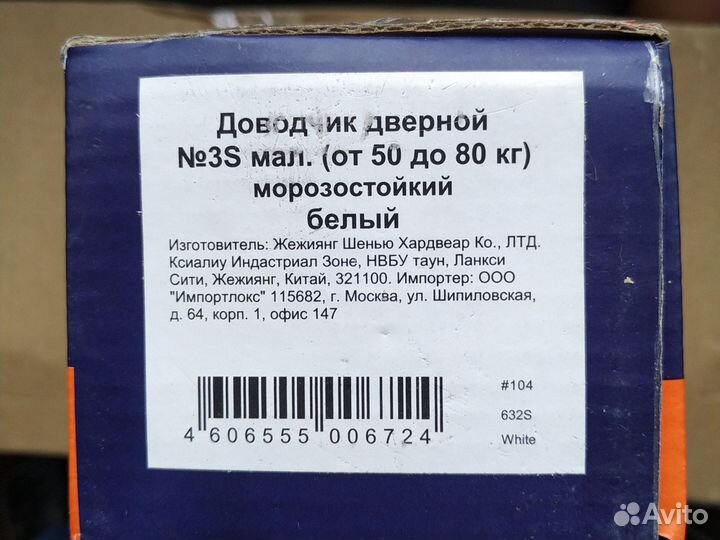 Доводчик дверной
№3S мал. (от 50 до 80 кг)
морозостойкий
белый
Изготовитель: Жежиянг Шенью Хардвеар Ко., ЛТД.
Ксиалиу Индастриал Зоне, НВБУ таун, Ланкси
Сити, Жежиянг, Китай, 321100. Импортер: ООО
"Импортлокс" 115682, г. Москва, ул. Шипиловская,
д. 64, корп. 1, офис 147
#104
632S
White
4 606555 006724
Avito